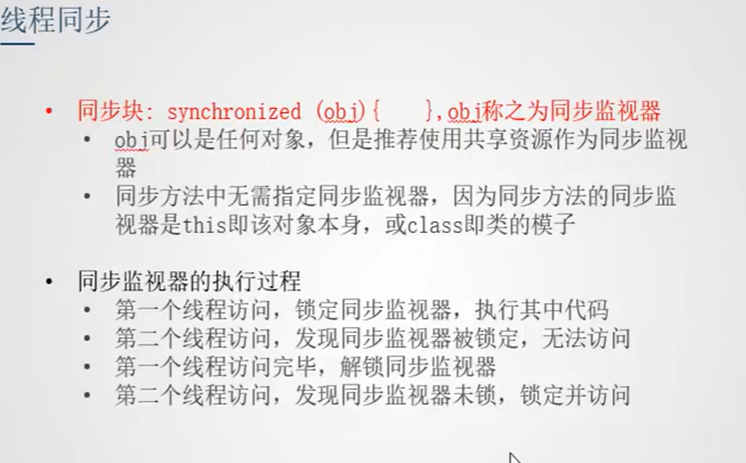 线程同步
• 同步块: synchronized (obj){   },obj称之为同步监视器
• obj可以是任何对象，但是推荐使用共享资源作为同步监视
器
• 同步方法中无需指定同步监视器，因为同步方法的同步监
视器是this即该对象本身，或class即类的模子
• 同步监视器的执行过程
• 第一个线程访问，锁定同步监视器，执行其中代码
• 第二个线程访问，发现同步监视器被锁定，无法访问
• 第一个线程访问完毕，解锁同步监视器
• 第二个线程访问，发现同步监视器未锁，锁定并访问